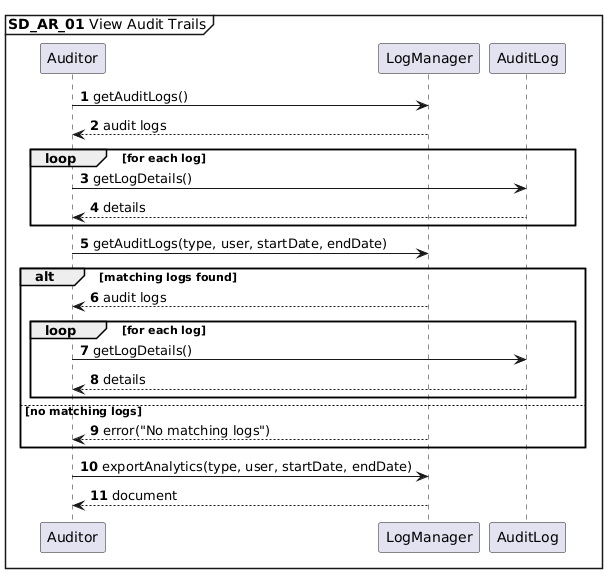 SD_AR_01 View Audit Trails
Auditor LogManager AuditLog
1 getAuditLogs()
2 audit logs
loop [for each log]
3 getLogDetails()
4 details
5 getAuditLogs(type, user, startDate, endDate)
alt [matching logs found]
6 audit logs
loop [for each log]
7 getLogDetails()
8 details
[no matching logs]
9 error("No matching logs")
10 exportAnalytics(type, user, startDate, endDate)
11 document
Auditor LogManager AuditLog